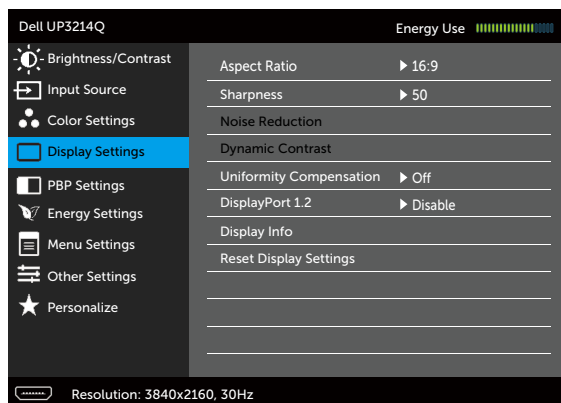 Dell UP3214Q Energy Use
Brightness/Contrast
Input Source
Color Settings
Display Settings
PBP Settings
Energy Settings
Menu Settings
Other Settings
Personalize
Aspect Ratio 16:9
Sharpness 50
Noise Reduction
Dynamic Contrast
Uniformity Compensation Off
DisplayPort 1.2 Disable
Display Info
Reset Display Settings
Resolution: 3840x2160, 30Hz